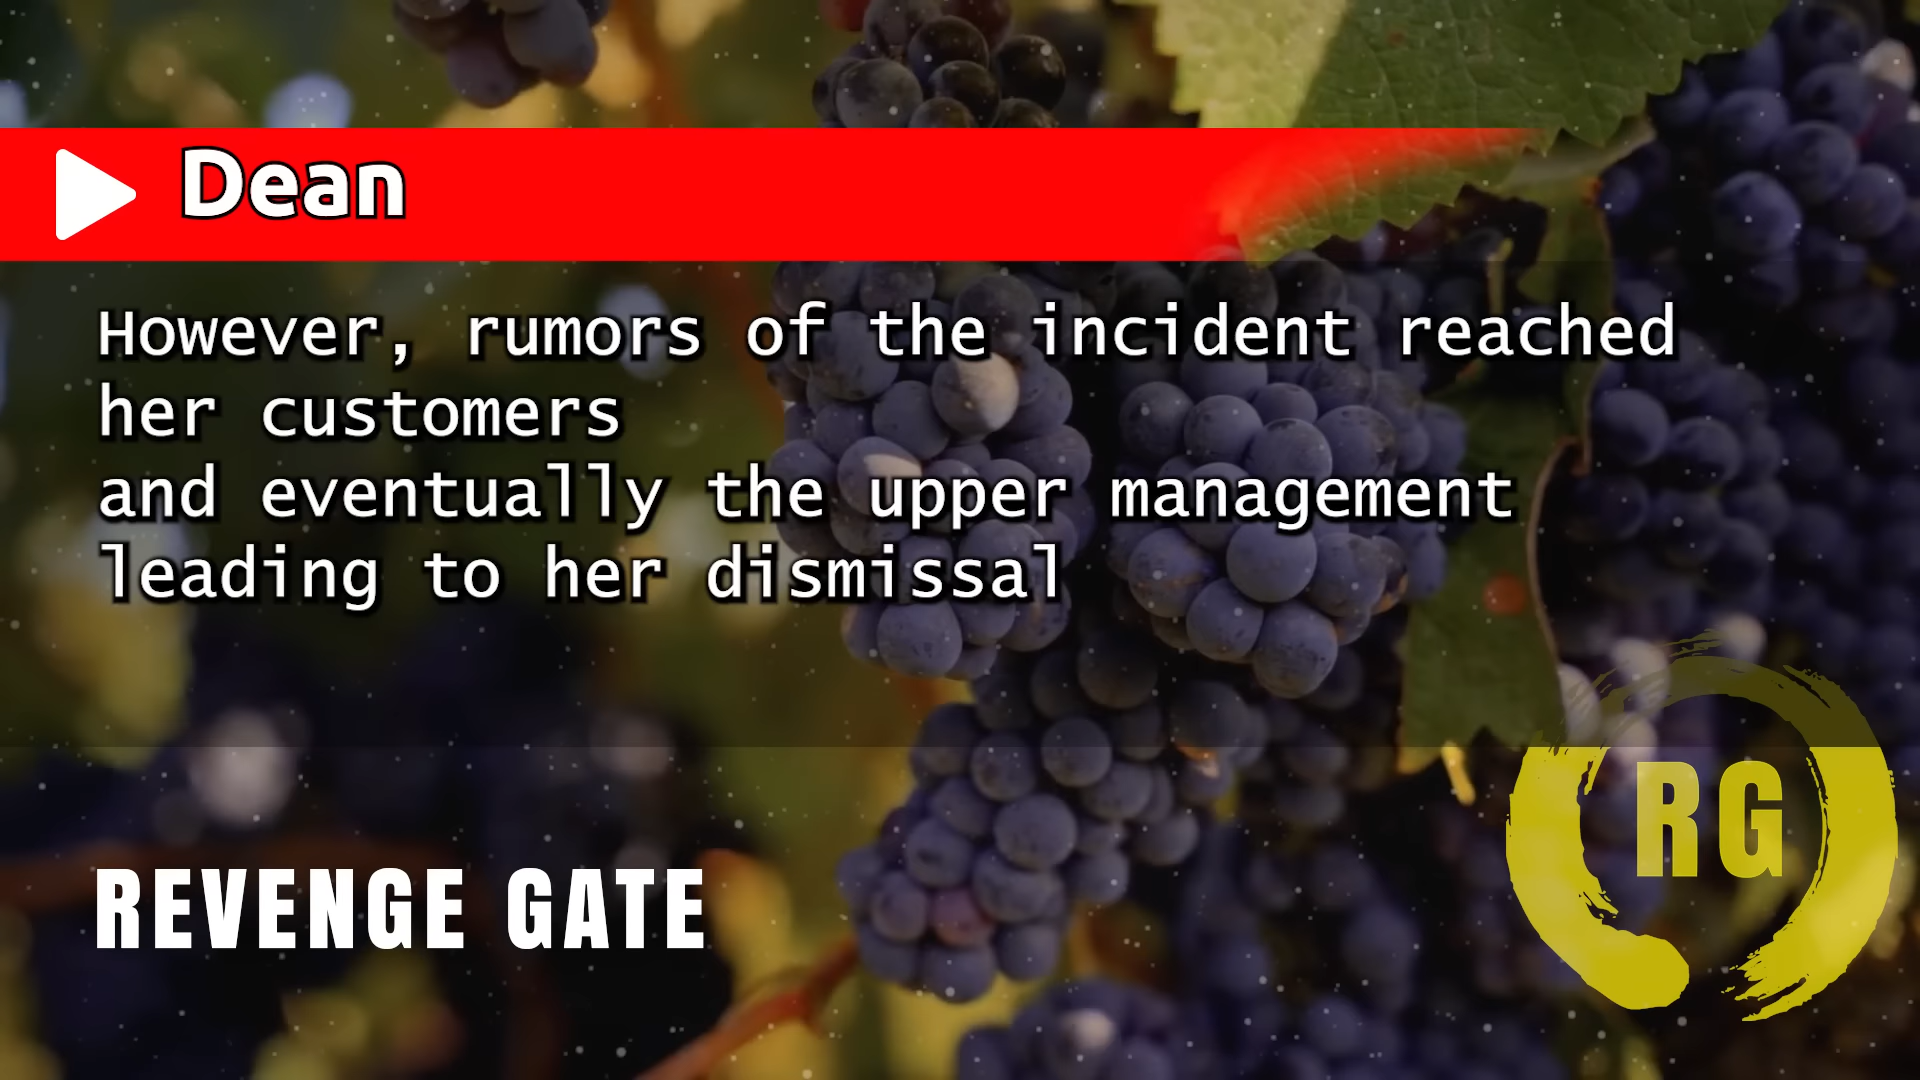 Dean
However, rumors of the incident reached
her customers
and eventually the upper management
leading to her dismissal
REVENGE GATE
RG